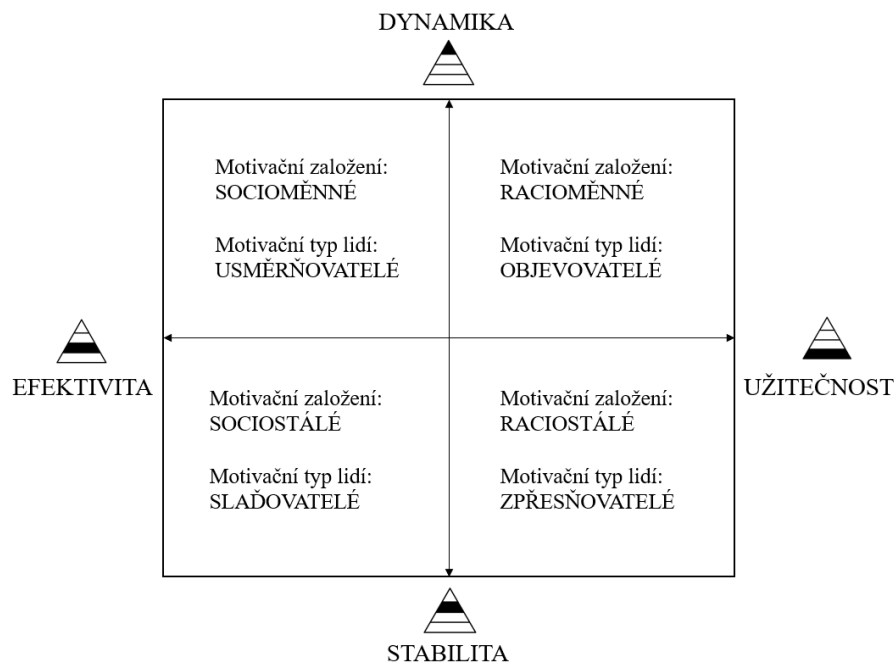 DYNAMIKA
Motivační založení:
SOCIOMĚNNÉ
Motivační typ lidí:
USMĚRŇOVATELÉ
Motivační založení:
RACIOMĚNNÉ
Motivační typ lidí:
OBJEVOVATELÉ
EFEKTIVITA
UŽITEČNOST
Motivační založení:
SOCIOSTÁLÉ
Motivační typ lidí:
SLAĎOVATELÉ
Motivační založení:
RACIOSTÁLÉ
Motivační typ lidí:
ZPŘESŇOVATELÉ
STABILITA